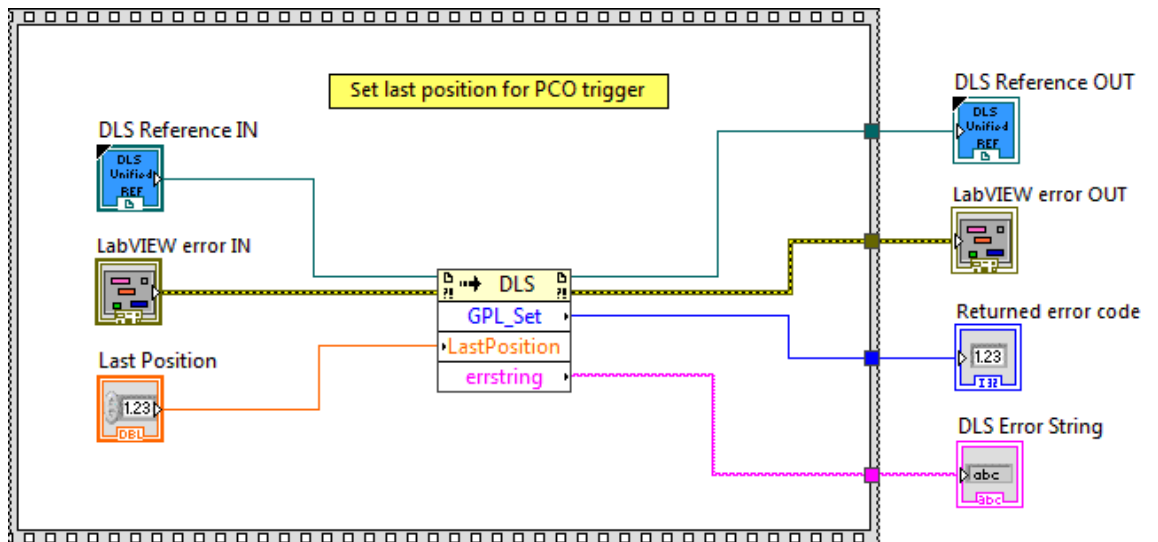 Set last position for PCO trigger
DLS Reference IN
DLS
Unified
REF
LabVIEW error IN
Last Position
1.23
DBL
DLS
GPL_Set
LastPosition
errstring
DLS Reference OUT
DLS
Unified
REF
LabVIEW error OUT
Returned error code
1.23
I32
DLS Error String
abc
abc